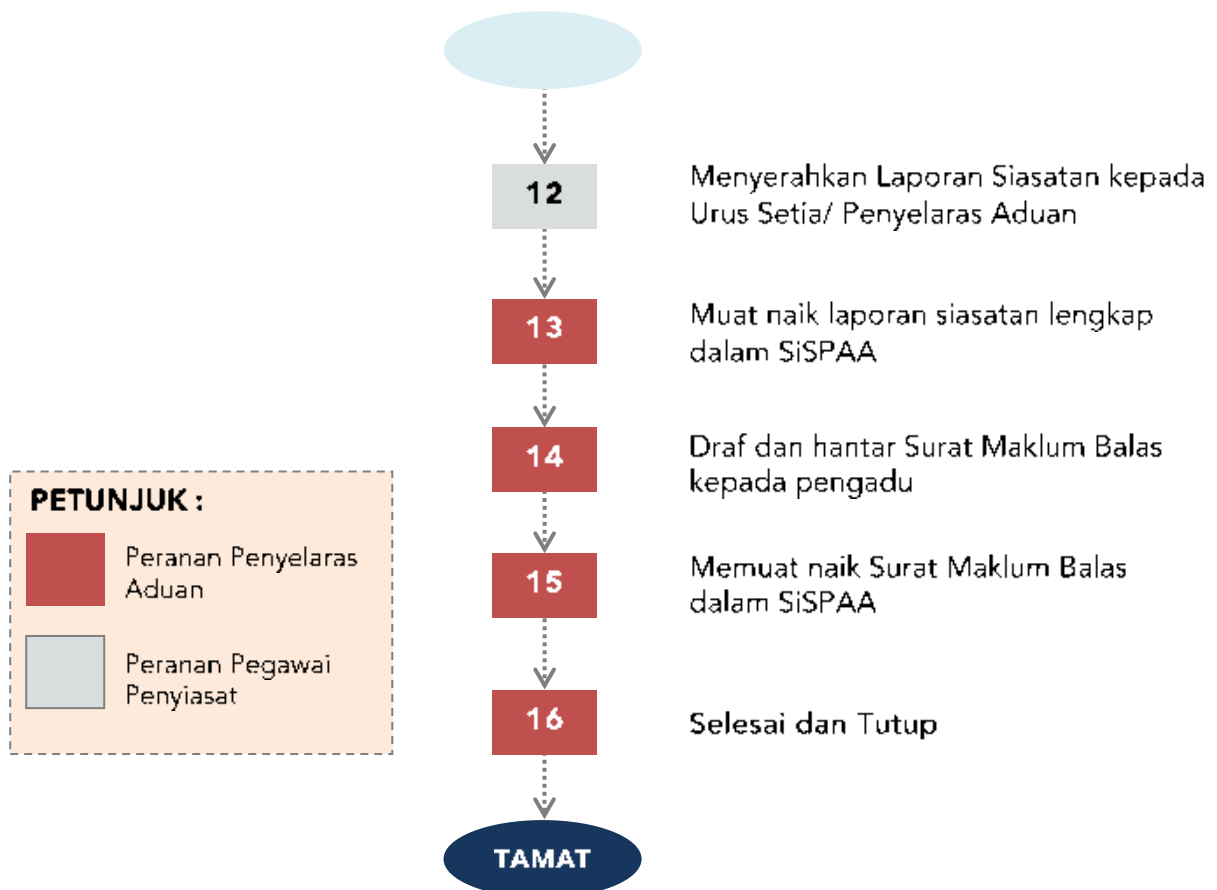 12
Menyerahkan Laporan Siasatan kepada
Urus Setia/ Penyelaras Aduan
13
Muat naik laporan siasatan lengkap
dalam SiSPAA
14
Draf dan hantar Surat Maklum Balas
kepada pengadu
15
Memuat naik Surat Maklum Balas
dalam SiSPAA
16
Selesai dan Tutup
TAMAT
PETUNJUK :
Peranan Penyelaras
Aduan
Peranan Pegawai
Penyiasat